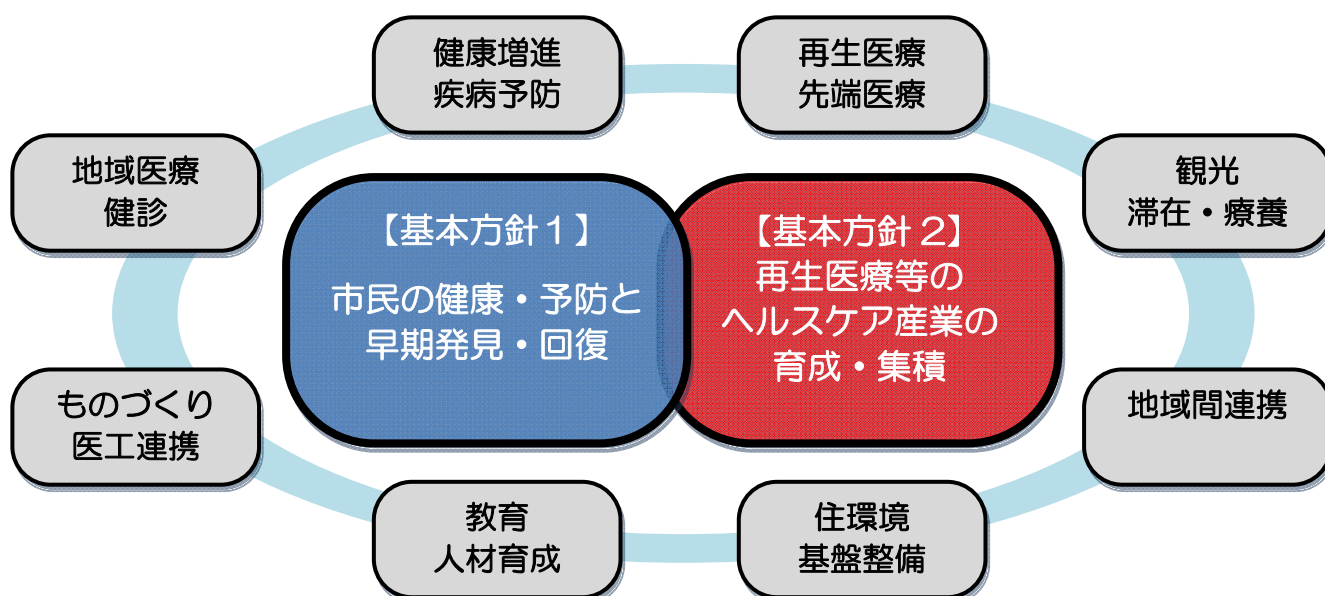 健康増進
疾病予防
再生医療
先端医療
地域医療
健診
観光
滞在・療養
【基本方針１】
市民の健康・予防と
早期発見・回復
【基本方針２】
再生医療等の
ヘルスケア産業の
育成・集積
ものづくり
医工連携
地域間連携
教育
人材育成
住環境
基盤整備